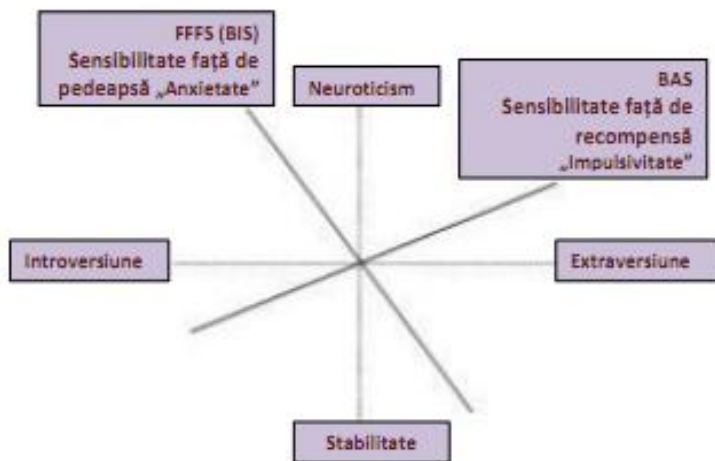 FFFS (BIS)
Sensibilitate față de
pedeapsă „Anxietate”
Neuroticism
BAS
Sensibilitate față de
recompensă
„Impulsivitate”
Introversiune
Extraversiune
Stabilitate